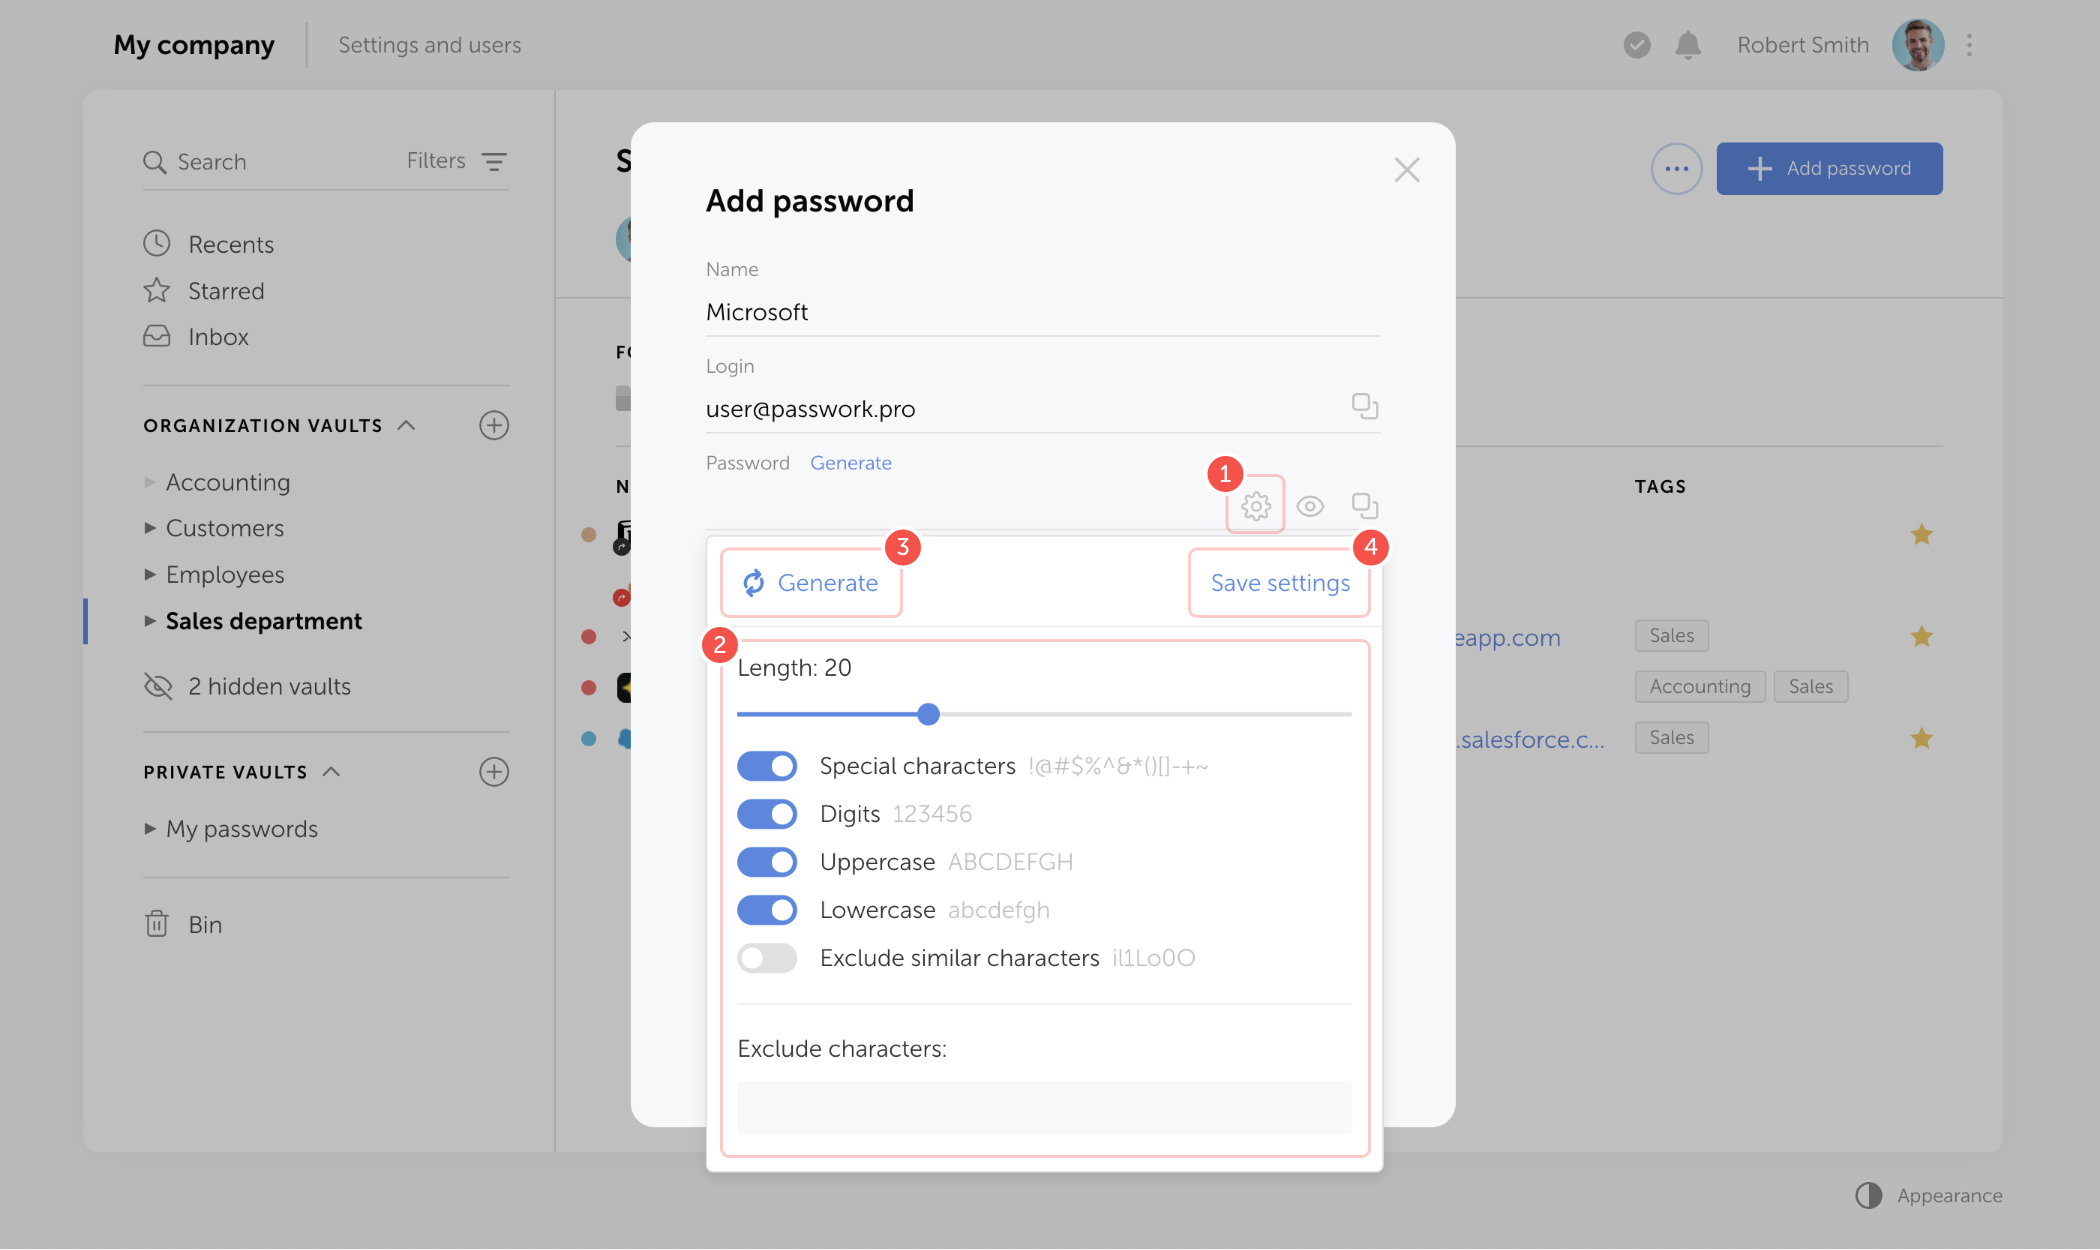 My company
Settings and users
Robert Smith
Search
Filters
Recents
Starred
Inbox
ORGANIZATION VAULTS
Accounting
Customers
Employees
Sales department
2 hidden vaults
PRIVATE VAULTS
My passwords
Bin
S
Add password
FO
N
TAGS
eapp.com
Sales
Accounting
Sales
.salesforce.c...
Sales
Add password
Name
Microsoft
Login
user@passwork.pro
Password Generate
1
3
4
Generate
Save settings
2
Length: 20
Special characters !@#$%^&*()[]-+~
Digits 123456
Uppercase ABCDEFGH
Lowercase abcdefgh
Exclude similar characters il1Lo0O
Exclude characters:
Appearance